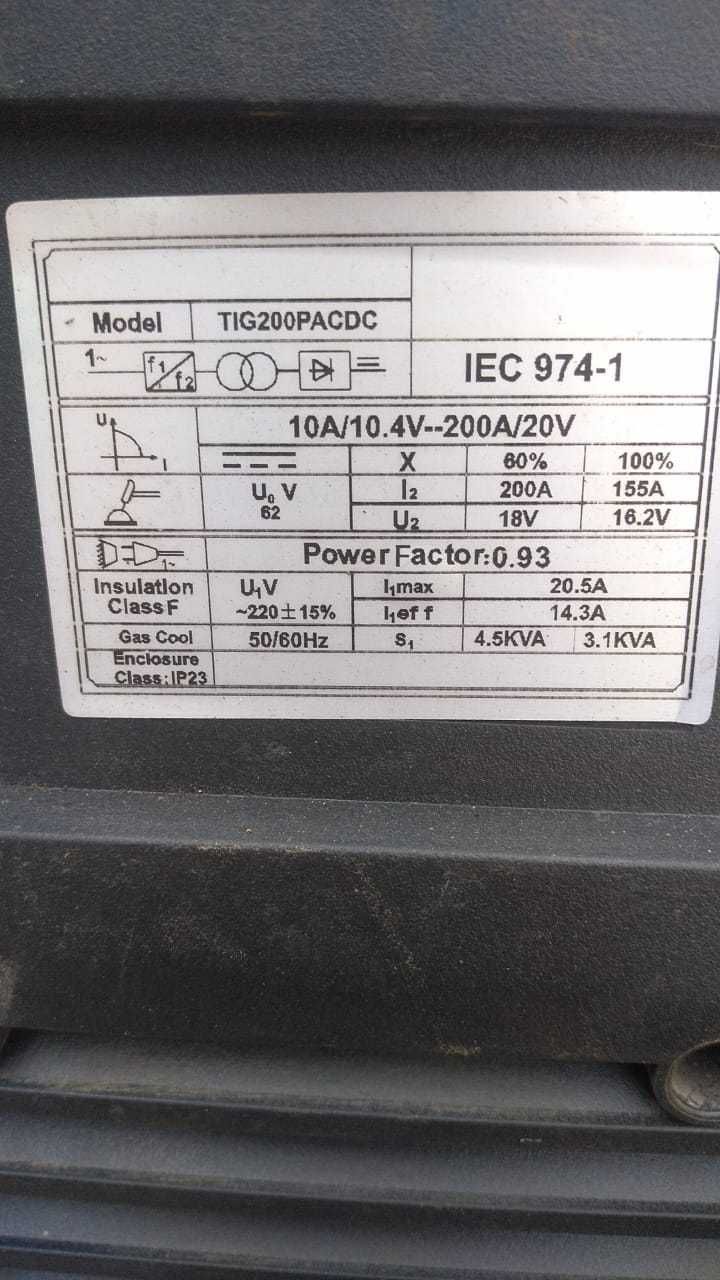 Model TIG200PACDC
1~ f1 f2 IEC 974-1
U I 10A/10.4V--200A/20V
X 60% 100%
U₀ V I₂ 200A 155A
62 U₂ 18V 16.2V
1~ Power Factor:0.93
Insulation Class F U₁V I₁max 20.5A
~220±15% I₁eff 14.3A
Gas Cool 50/60Hz S₁ 4.5KVA 3.1KVA
Enclosure
Class:IP23